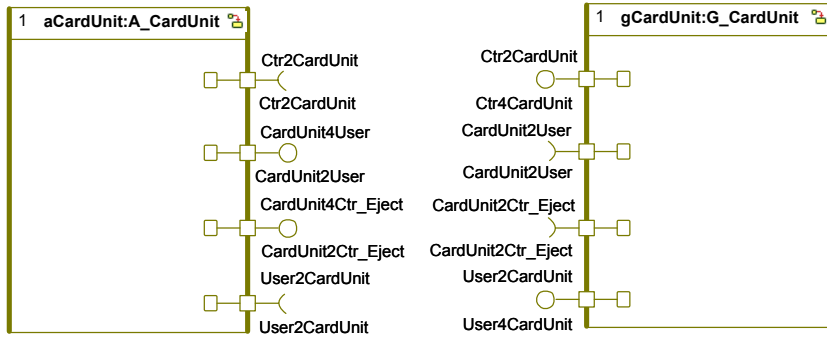 1 aCardUnit:A_CardUnit
Ctr2CardUnit
Ctr2CardUnit
CardUnit4User
CardUnit2User
CardUnit4Ctr_Eject
CardUnit2Ctr_Eject
User2CardUnit
User2CardUnit
1 gCardUnit:G_CardUnit
Ctr2CardUnit
Ctr4CardUnit
CardUnit2User
CardUnit2User
CardUnit2Ctr_Eject
CardUnit2Ctr_Eject
User2CardUnit
User4CardUnit